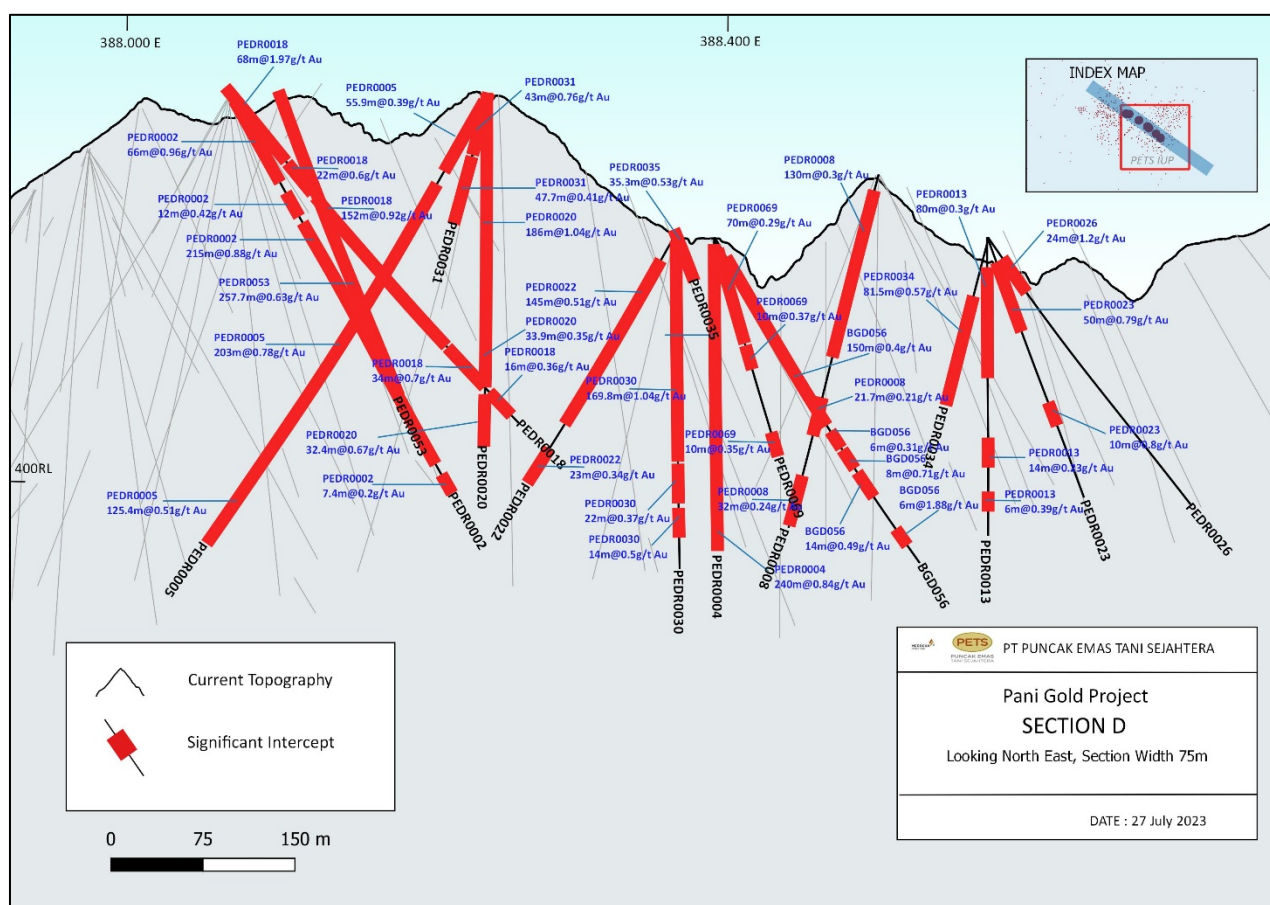 388.000 E
388.400 E
PEDR0018
68m@1.97g/t Au
PEDR0005
55.9m@0.39g/t Au
PEDR0031
43m@0.76g/t Au
INDEX MAP
PETS IUP
PEDR0002
66m@0.96g/t Au
PEDR0018
22m@0.6g/t Au
PEDR0035
35.3m@0.53g/t Au
PEDR0008
130m@0.3g/t Au
PEDR0013
80m@0.3g/t Au
PEDR0031
47.7m@0.41g/t Au
PEDR0002
12m@0.42g/t Au
PEDR0018
152m@0.92g/t Au
PEDR0069
70m@0.29g/t Au
PEDR0026
24m@1.2g/t Au
PEDR0020
186m@1.04g/t Au
PEDR0002
215m@0.88g/t Au
PEDR0031
PEDR0053
257.7m@0.63g/t Au
PEDR0022
145m@0.51g/t Au
PEDR0034
81.5m@0.57g/t Au
PEDR0035
PEDR0069
10m@0.37g/t Au
PEDR0023
50m@0.79g/t Au
PEDR0005
203m@0.78g/t Au
PEDR0020
33.9m@0.35g/t Au
BGD056
150m@0.4g/t Au
PEDR0018
34m@0.7g/t Au
PEDR0018
16m@0.36g/t Au
PEDR0030
169.8m@1.04g/t Au
PEDR0008
21.7m@0.21g/t Au
PEDR0020
32.4m@0.67g/t Au
PEDR0053
PEDR0018
PEDR0069
10m@0.35g/t Au
BGD056
6m@0.31g/t Au
BGD056
8m@0.71g/t Au
PEDR0034
PEDR0023
10m@0.8g/t Au
PEDR0013
14m@0.23g/t Au
400RL
PEDR0005
125.4m@0.51g/t Au
PEDR0002
7.4m@0.2g/t Au
PEDR0020
PEDR0022
23m@0.34g/t Au
PEDR0030
22m@0.37g/t Au
PEDR0030
14m@0.5g/t Au
PEDR0008
32m@0.24g/t Au
PEDR0069
BGD056
6m@1.88g/t Au
BGD056
14m@0.49g/t Au
PEDR0013
6m@0.39g/t Au
PEDR0004
240m@0.84g/t Au
PEDR0005
PEDR0002
PEDR0022
PEDR0030
PEDR0004
PEDR0008
BGD056
PEDR0013
PEDR0023
PEDR0026
Current Topography
Significant Intercept
0 75 150 m
PETS
PUNCAK EMAS
TANI SEJAHTERA
PT PUNCAK EMAS TANI SEJAHTERA
Pani Gold Project
SECTION D
Looking North East, Section Width 75m
DATE : 27 July 2023